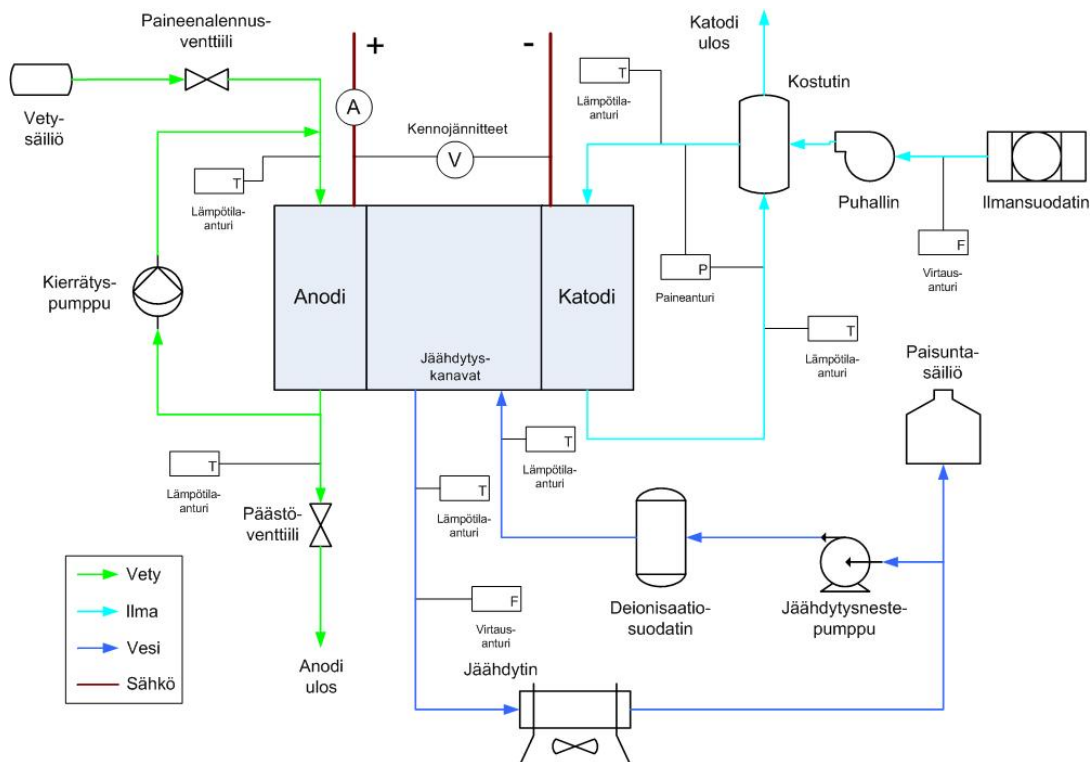 Paineenalennus-
venttiili
+
-
Katodi
ulos
T
Lämpötila-
anturi
Kostutin
Vety-
säiliö
A
Kennojännitteet
V
T
Lämpötila-
anturi
Puhallin
Ilmansuodatin
F
Virtaus-
anturi
Kierrätys-
pumppu
Anodi
Katodi
P
Paineanturi
T
Lämpötila-
anturi
Jäähdytys-
kanavat
Paisunta-
säiliö
T
Lämpötila-
anturi
T
Lämpötila-
anturi
T
Lämpötila-
anturi
Päästö-
venttiili
Vety
Ilma
Vesi
Sähkö
F
Virtaus-
anturi
Deionisaatio-
suodatin
Jäähdytysneste-
pumppu
Anodi
ulos
Jäähdytin